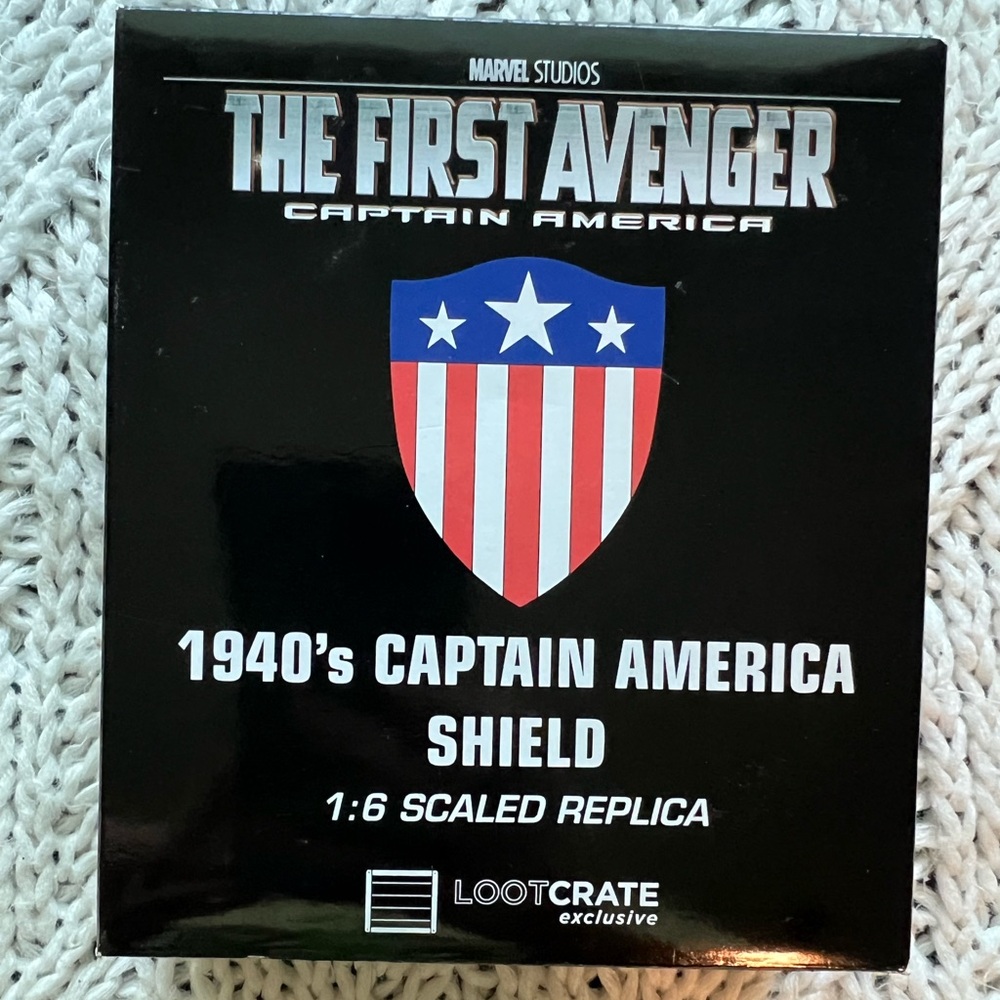 MARVEL STUDIOS
THE FIRST AVENGER
CAPTAIN AMERICA
1940's CAPTAIN AMERICA
SHIELD
1:6 SCALED REPLICA
LOOTCRATE
exclusive